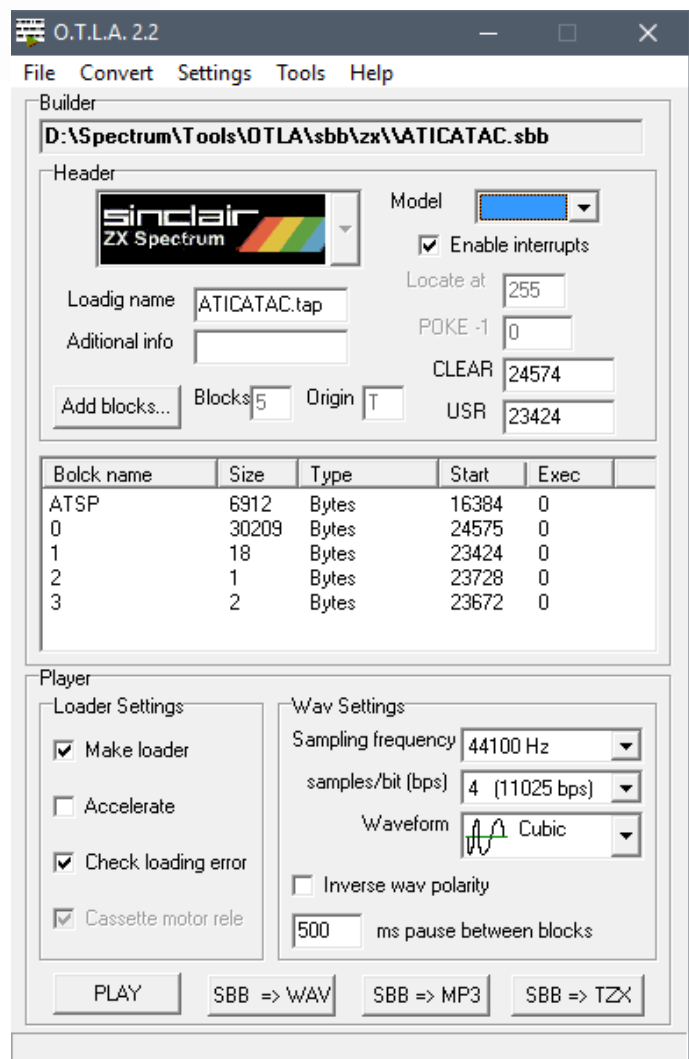 O.T.L.A. 2.2
File Convert Settings Tools Help
Builder
D:\Spectrum\Tools\OTLA\sbb\zx\\ATICATAC.sbb
Header
sinclair
ZX Spectrum
Model
Enable interrupts
Loadig name ATICATAC.tap
Locate at 255
Aditional info
POKE -1 0
CLEAR 24574
Add blocks... Blocks 5 Origin T
USR 23424
Bolck name Size Type Start Exec
ATSP 6912 Bytes 16384 0
0 30209 Bytes 24575 0
1 18 Bytes 23424 0
2 1 Bytes 23728 0
3 2 Bytes 23672 0
Player
Loader Settings
Make loader
Accelerate
Check loading error
Cassette motor rele
Wav Settings
Sampling frequency 44100 Hz
samples/bit (bps) 4 (11025 bps)
Waveform Cubic
Inverse wav polarity
500 ms pause between blocks
PLAY SBB => WAV SBB => MP3 SBB => TZX